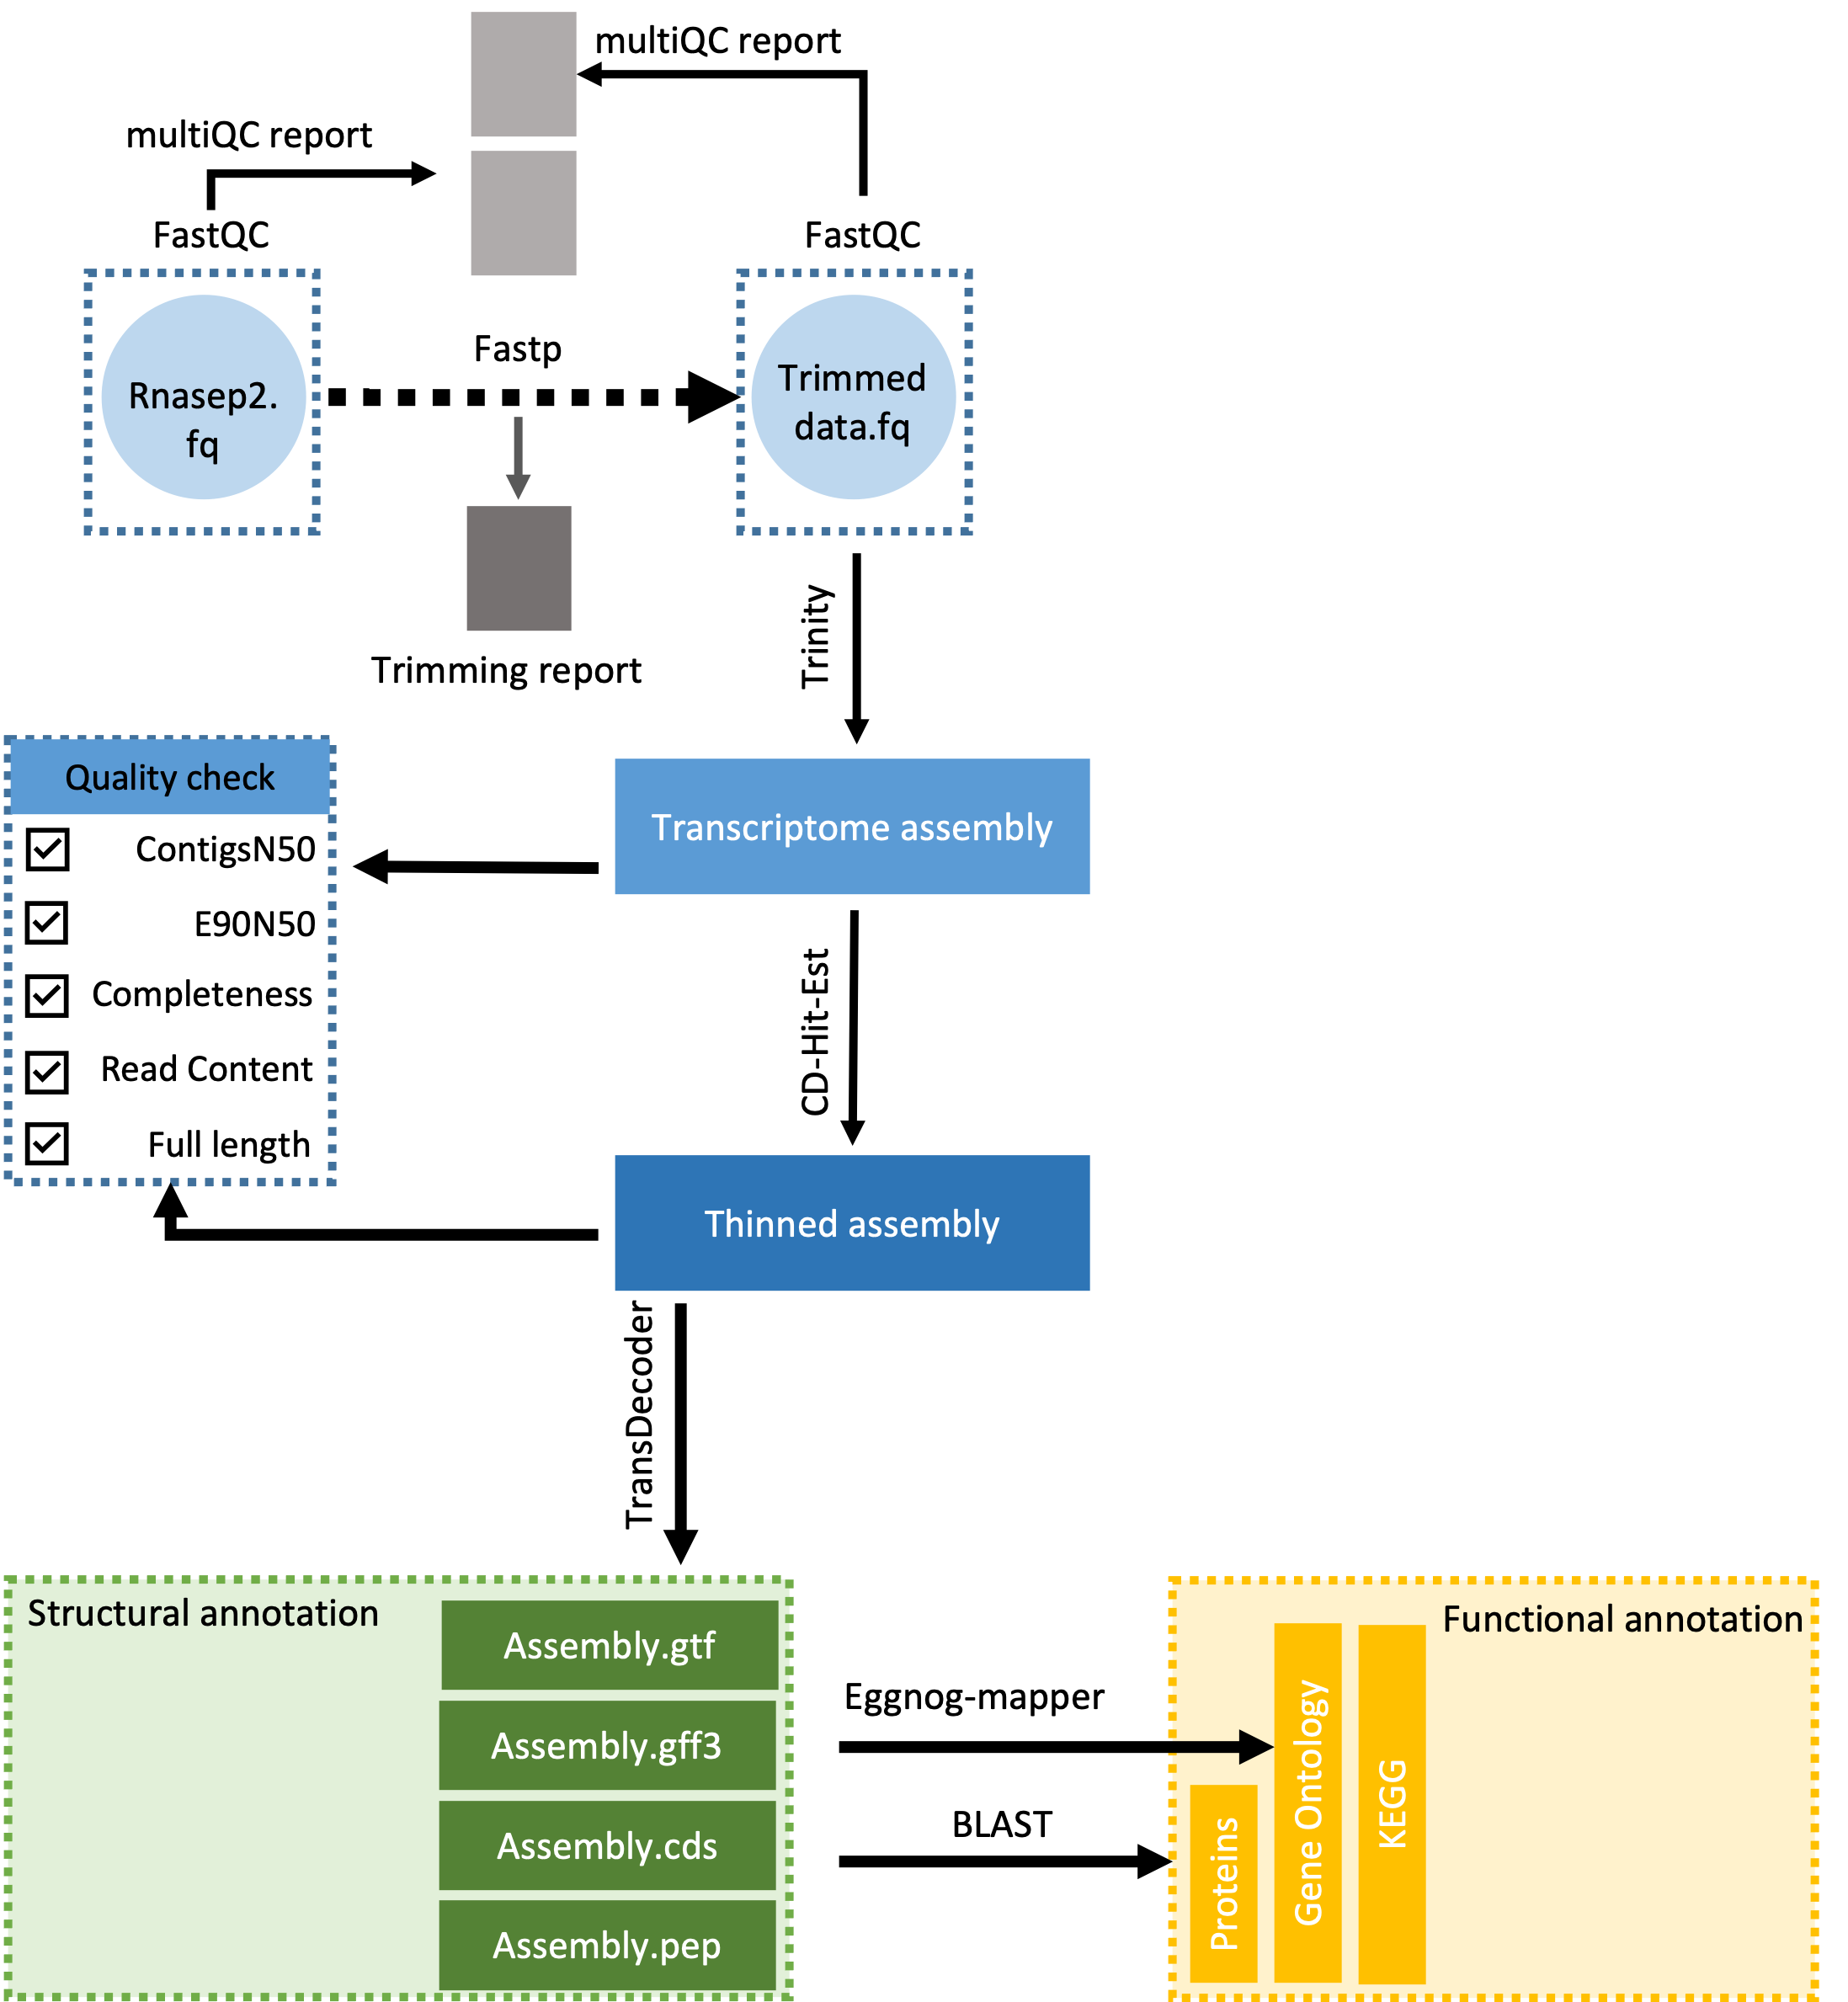 multiQC report
multiQC report
FastQC
FastQC
Fastp
Rnasep2.
fq
Trimmed
data.fq
Trimming report
Trinity
Quality check
ContigsN50
E90N50
Completeness
Read Content
Full length
Transcriptome assembly
CD-Hit-Est
Thinned assembly
TransDecoder
Structural annotation
Assembly.gtf
Assembly.gff3
Assembly.cds
Assembly.pep
Eggnog-mapper
BLAST
Functional annotation
Proteins
Gene Ontology
KEGG